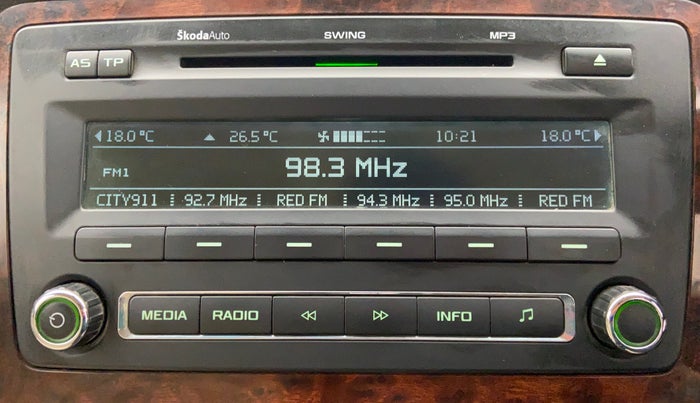 ŠkodaAuto SWING MP3
AS TP
18.0 °C 26.5 °C 10:21 18.0 °C
98.3 MHz
FM1
CITY911 92.7 MHz RED FM 94.3 MHz 95.0 MHz RED FM
MEDIA RADIO INFO